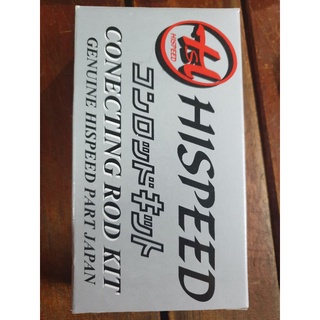 HISPEED
HISPEED
コンロッドキット
CONECTING ROD KIT
GENUINE HISPEED PART JAPAN